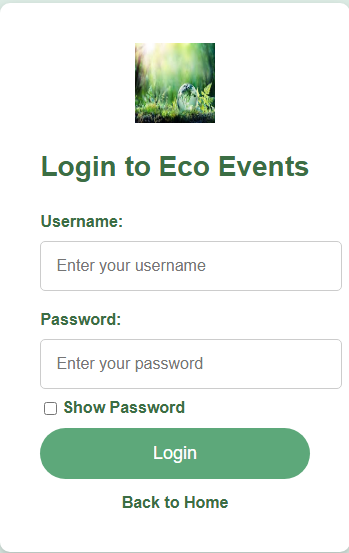 Login to Eco Events
Username:
Enter your username
Password:
Enter your password
Show Password
Login
Back to Home